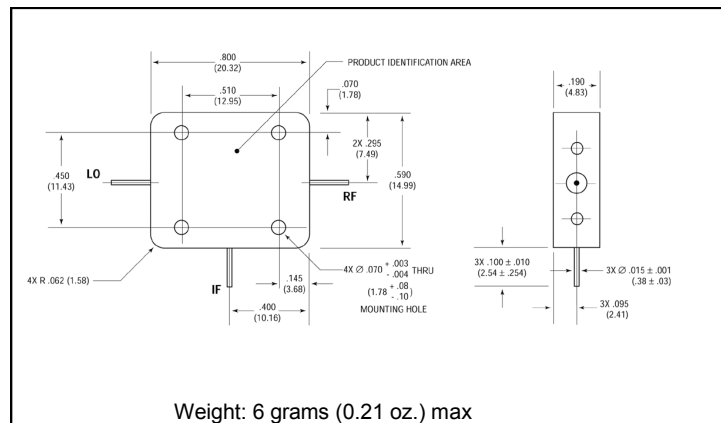 .800
(20.32)
PRODUCT IDENTIFICATION AREA
.510
(12.95)
.070
(1.78)
.190
(4.83)
2X .295
(7.49)
.450
(11.43)
LO
.590
(14.99)
RF
4X R .062 (1.58)
IF
.145
(3.68)
4X Ø .070 + .003
- .004 THRU
(1.78 + .08
- .10)
MOUNTING HOLE
.400
(10.16)
3X .100 ± .010
(2.54 ± .254)
3X Ø .015 ± .001
(.38 ± .03)
3X .095
(2.41)
Weight: 6 grams (0.21 oz.) max